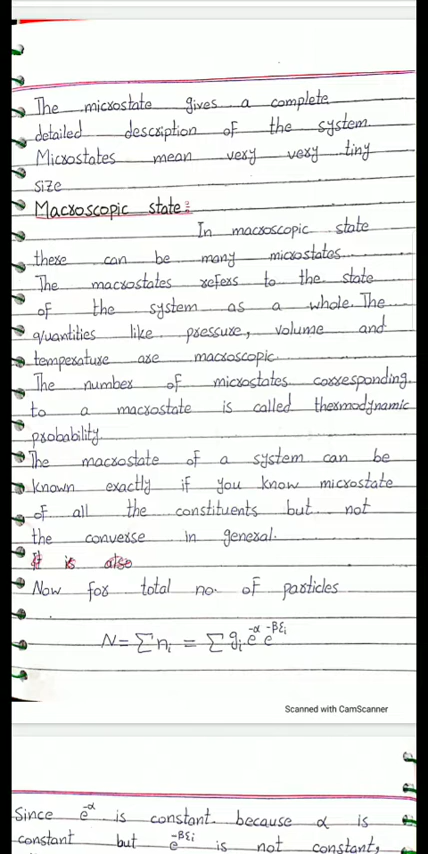 The microstate gives a complete
detailed description of the system.
Microstates mean very very tiny
size
Macroscopic state:
In macroscopic state
there can be many microstates.
The macrostates refers to the state
of the system as a whole. The
quantities like pressure, volume and
temperature are macroscopic.
The number of microstates corresponding.
to a macrostate is called thermodynamic
probability.
The macrostate of a system can be
known exactly if you know microstate
of all the constituents but not
the converse in general.
It is also
Now for total no. of particles
N = Σn_i = Σ g_i e^{-α} e^{-βε_i}
Scanned with CamScanner
Since e^{-α} is constant because α is
constant but e^{-βε_i} is not constant,